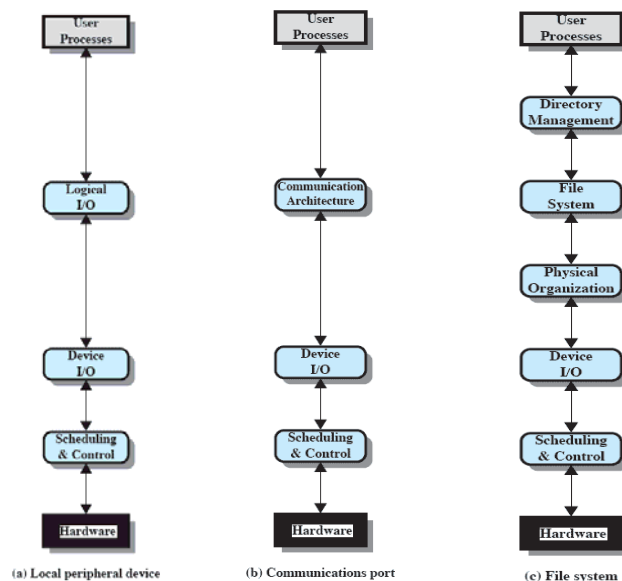 User
Processes
Logical
I/O
Device
I/O
Scheduling
& Control
Hardware
(a) Local peripheral device
User
Processes
Communication
Architecture
Device
I/O
Scheduling
& Control
Hardware
(b) Communications port
User
Processes
Directory
Management
File
System
Physical
Organization
Device
I/O
Scheduling
& Control
Hardware
(c) File system